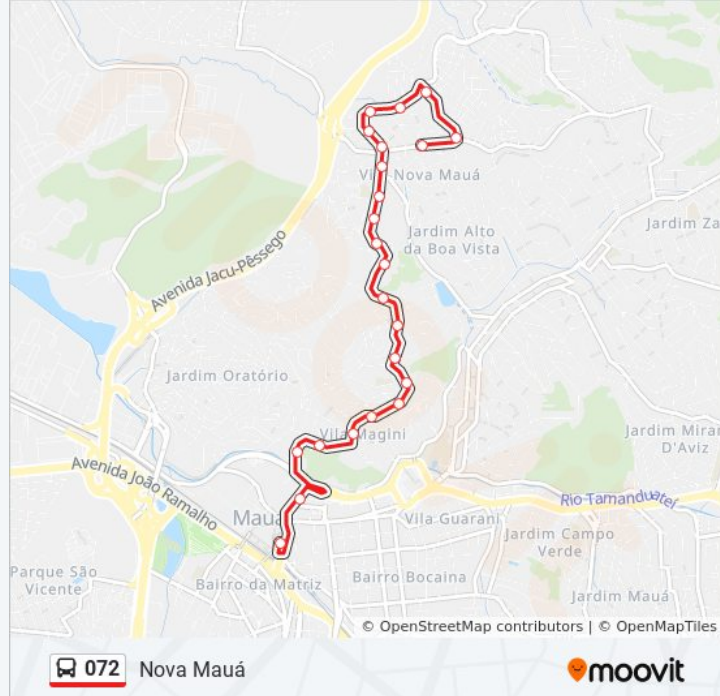 Vila Nova Mauá
Jardim Alto
da Boa Vista
Jardim Za
Avenida Jacu-Pêssego
Jardim Oratório
Vila Magini
Jardim Miran
D'Aviz
Avenida João Ramalho
Rio Tamanduateí
Mauá
Vila Guarani
Jardim Campo
Verde
Parque São
Vicente
Bairro da Matriz
Bairro Bocaina
Jardim Mauá
© OpenStreetMap contributors | © OpenMapTiles
072 Nova Mauá
moovit